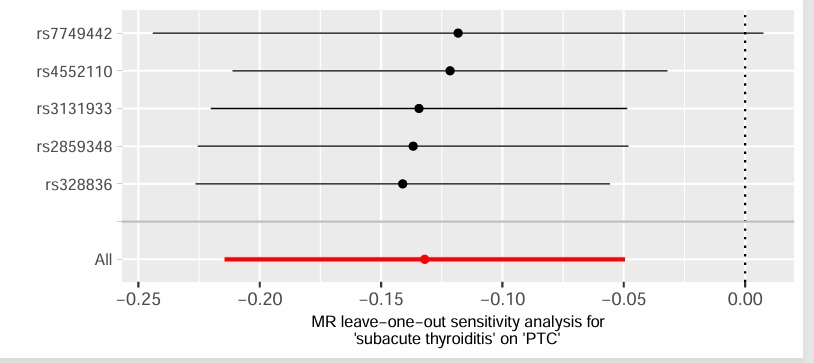 rs7749442
rs4552110
rs3131933
rs2859348
rs328836
All
−0.25 −0.20 −0.15 −0.10 −0.05 0.00
MR leave−one−out sensitivity analysis for
'subacute thyroiditis' on 'PTC'